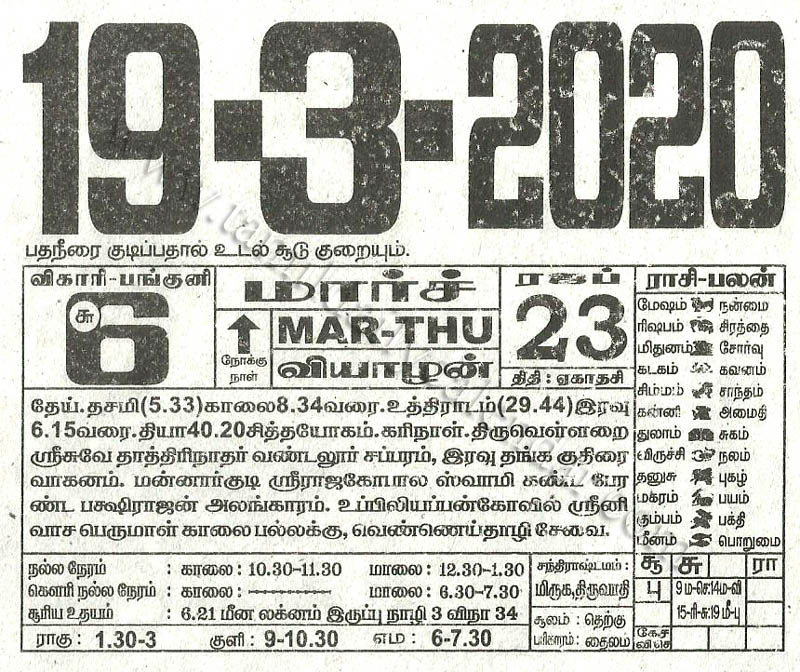 19-3-2020
பதநீரை குடிப்பதால் உடல் சூடு குறையும்.
விகாரி-பங்குனி
சு
6
நோக்கு
நாள்
மார்ச்
MAR-THU
வியாழன்
ரஜப்
23
திதி : ஏகாதசி
தேய். தசமி(5.33)காலை8.34வரை.உத்திராடம்(29.44)இரவு
6.15வரை.தியா40.20சித்தயோகம். கரிநாள். திருவெள்ளறை
ஸ்ரீசுவே தாத்திரிநாதர் வண்டலூர் சப்பரம், இரவு தங்க குதிரை
வாகனம். மன்னார்குடி ஸ்ரீராஜகோபால ஸ்வாமி கண்ட பேர
ண்ட பக்ஷிராஜன் அலங்காரம். உப்பிலியப்பன்கோவில் ஸ்ரீனி
வாச பெருமாள் காலை பல்லக்கு, வெண்ணெய்தாழி சேவை.
ராசி-பலன்
மேஷம் நன்மை
ரிஷபம் சிரத்தை
மிதுனம் சோர்வு
கடகம் கவனம்
சிம்மம் சாந்தம்
கன்னி அமைதி
துலாம் சுகம்
விருச்சி நலம்
தனுசு புகழ்
மகரம் பயம்
கும்பம் பக்தி
மீனம் பொறுமை
நல்ல நேரம் : காலை: 10.30-11.30 மாலை: 12.30-1.30
கௌரி நல்ல நேரம் : காலை: ---------- மாலை: 6.30-7.30
சூரிய உதயம் : 6.21 மீன லக்னம் இருப்பு நாழி 3 விநா 34
ராகு : 1.30-3 குளி : 9-10.30 எம : 6-7.30
சந்திராஷ்டமம் :
மிருக,திருவாதி
சூலம் : தெற்கு
பரிகாரம் : தைலம்
சூ சு ரா
பு 9 ம-செ:14ம-வி
15-ரி-சு:19 மீ-பு